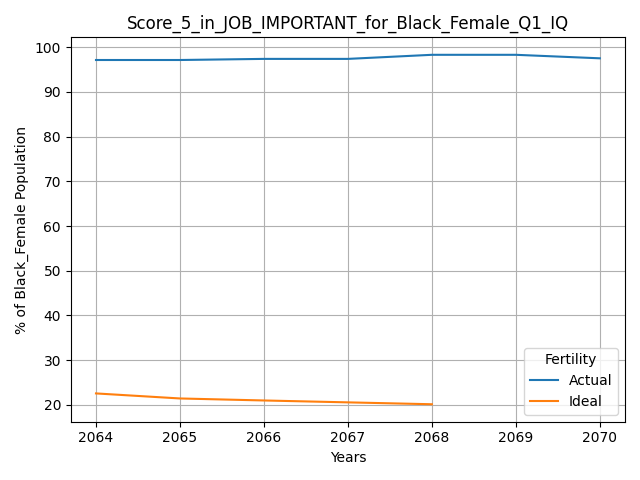 Score_5_in_JOB_IMPORTANT_for_Black_Female_Q1_IQ
% of Black_Female Population
100
90
80
70
60
50
40
30
20
Fertility
Actual
Ideal
2064 2065 2066 2067 2068 2069 2070
Years